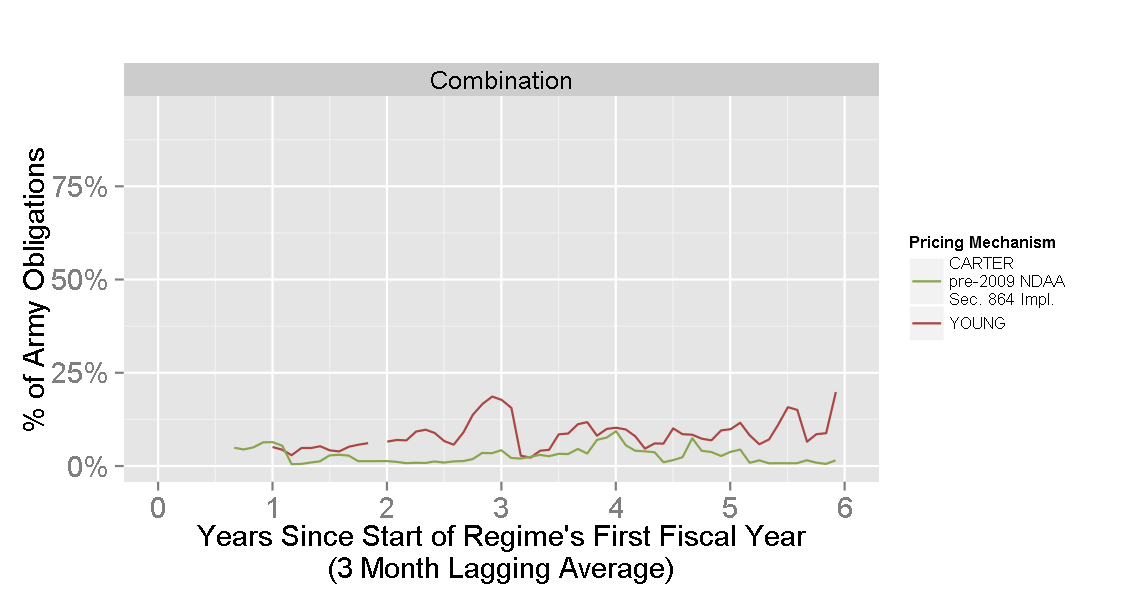 Combination
% of Army Obligations
75%
50%
25%
0%
0 1 2 3 4 5 6
Years Since Start of Regime's First Fiscal Year
(3 Month Lagging Average)
Pricing Mechanism
CARTER
pre-2009 NDAA
Sec. 864 Impl.
YOUNG